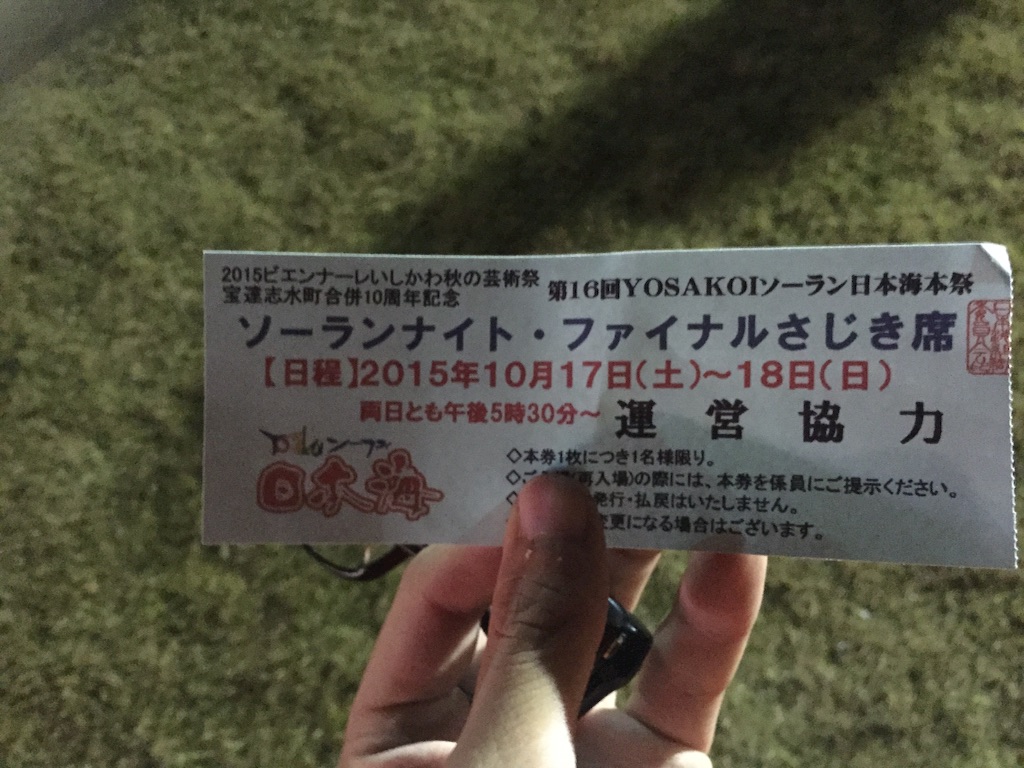 2015ビエンナーレいしかわ秋の芸術祭
宝達志水町合併10周年記念
第16回YOSAKOIソーラン日本海本祭
ソーランナイト・ファイナルさじき席
【日程】2015年10月17日(土)～18日(日)
両日とも午後5時30分～
運営協力
日本海
◇本券1枚につき1名様限り。
◇ 再入場)の際には、本券を係員にご提示ください。
発行・払戻はいたしません。
変更になる場合はございます。